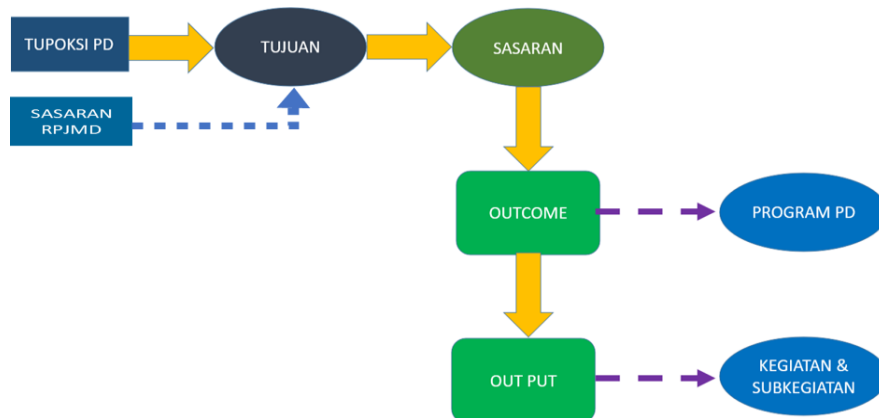 TUPOKSI PD
TUJUAN
SASARAN
SASARAN
RPJMD
OUTCOME
PROGRAM PD
OUT PUT
KEGIATAN &
SUBKEGIATAN